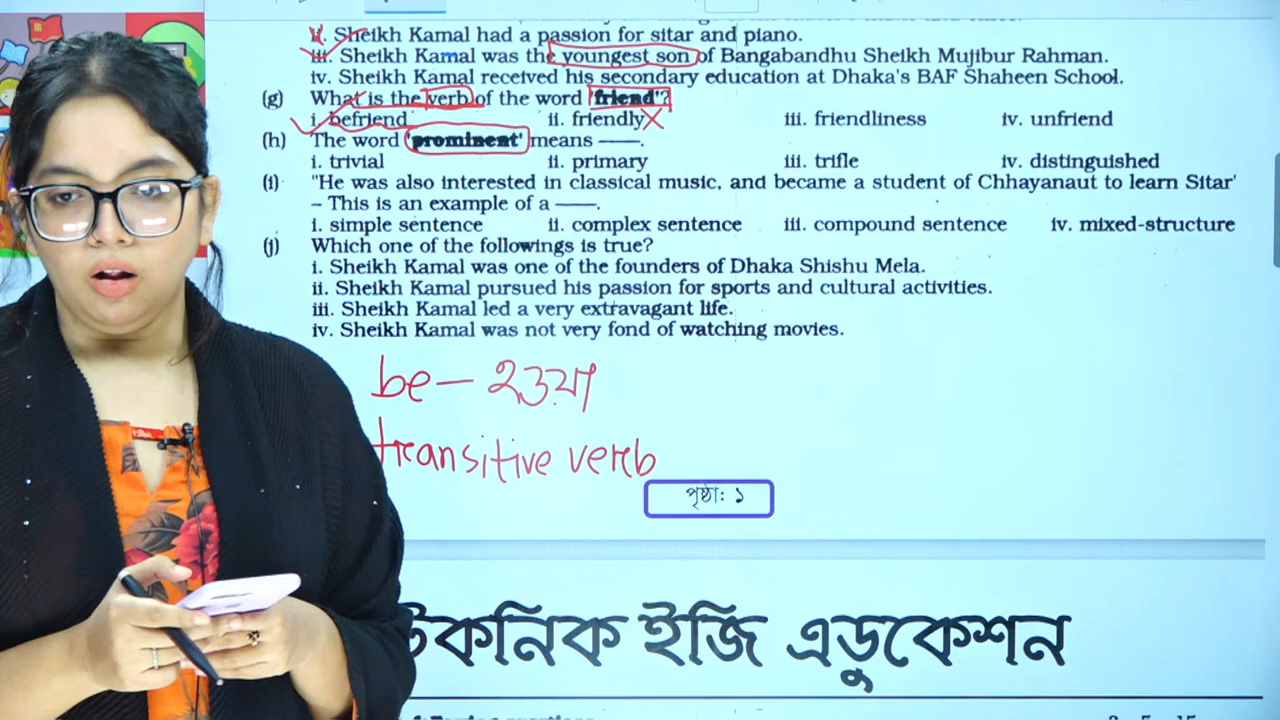 ii. Sheikh Kamal had a passion for sitar and piano.
iii. Sheikh Kamal was the youngest son of Bangabandhu Sheikh Mujibur Rahman.
iv. Sheikh Kamal received his secondary education at Dhaka's BAF Shaheen School.
(g) What is the verb of the word 'friend'?
i. befriend ii. friendly iii. friendliness iv. unfriend
(h) The word 'prominent' means ——.
i. trivial ii. primary iii. trifle iv. distinguished
(i) "He was also interested in classical music, and became a student of Chhayanaut to learn Sitar'
– This is an example of a ——.
i. simple sentence ii. complex sentence iii. compound sentence iv. mixed-structure
(j) Which one of the followings is true?
i. Sheikh Kamal was one of the founders of Dhaka Shishu Mela.
ii. Sheikh Kamal pursued his passion for sports and cultural activities.
iii. Sheikh Kamal led a very extravagant life.
iv. Sheikh Kamal was not very fond of watching movies.
be — হওয়া
transitive verb
পৃষ্ঠা: ১
টেকনিক ইজি এডুকেশন